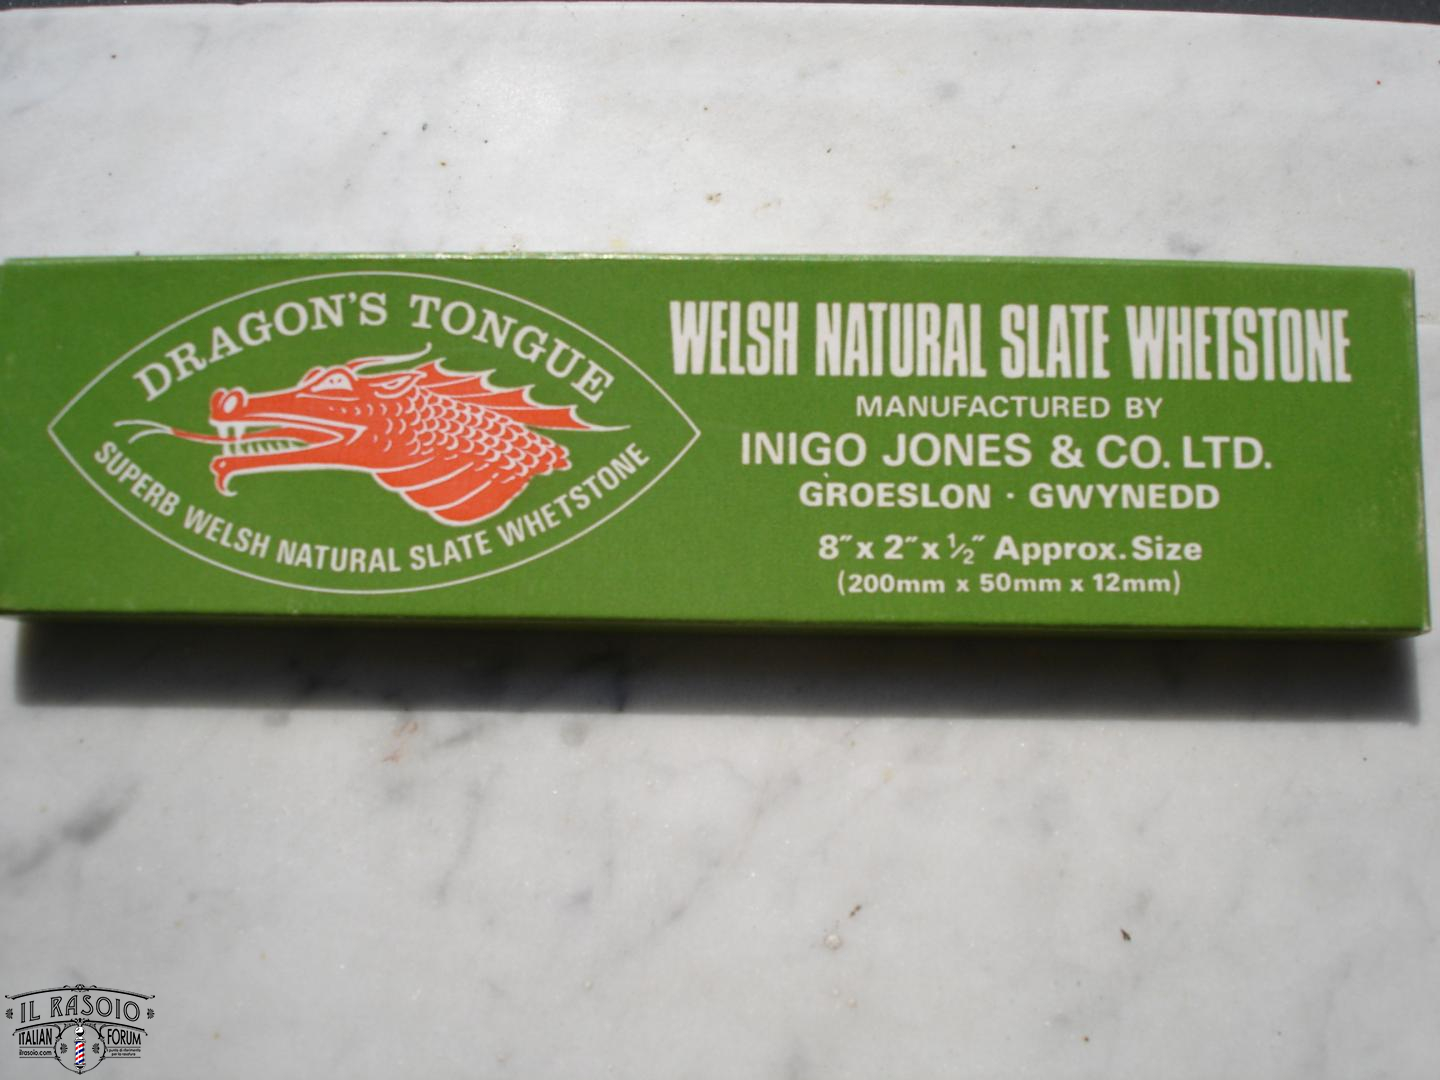 DRAGON'S TONGUE
SUPERB WELSH NATURAL SLATE WHETSTONE
WELSH NATURAL SLATE WHETSTONE
MANUFACTURED BY
INIGO JONES & CO. LTD.
GROESLON · GWYNEDD
8″ x 2″ x ½″ Approx. Size
(200mm x 50mm x 12mm)
IL RASOIO
ITALIAN FORUM
ilrasoio.com